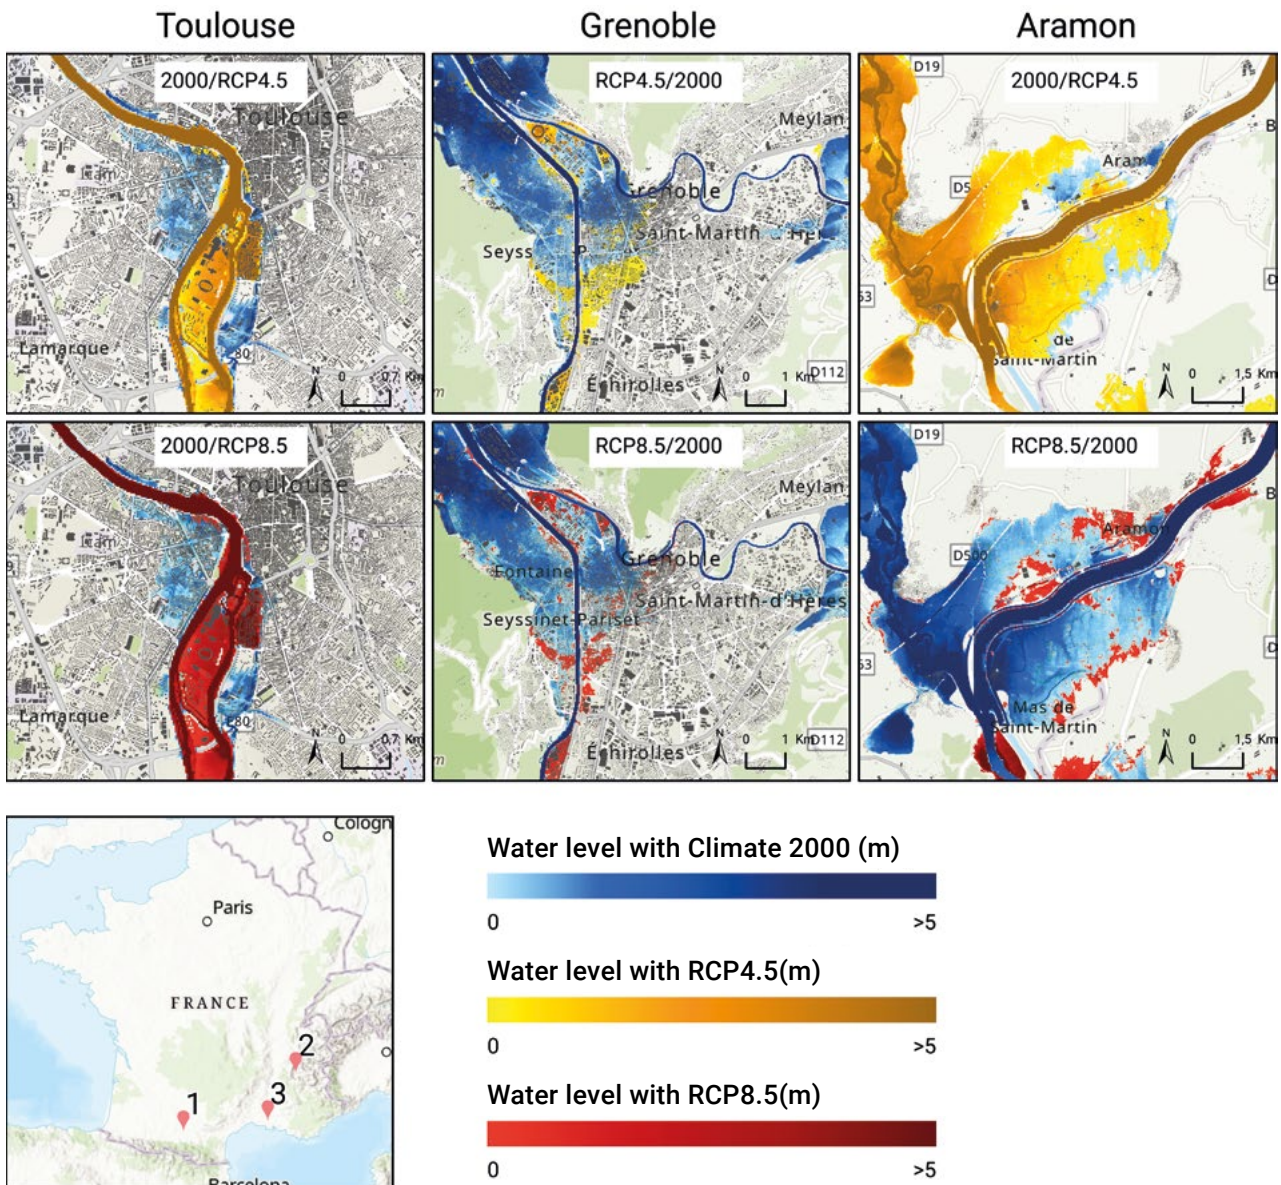 Toulouse
Grenoble
Aramon
2000/RCP4.5
Toulouse
Lamarque
N
0 0.7 Km
RCP4.5/2000
Meylan
Grenoble
Saint-Martin
Seyss
Échirolles
N
0 1 Km
D112
2000/RCP4.5
D19
Aram
D5
de
Saint-Martin
N
0 1.5 Km
2000/RCP8.5
Toulouse
Lamarque
N
0 0.7 Km
RCP8.5/2000
Meylan
Grenoble
Fontaine
Saint-Martin-d'Hères
Seyssinet-Pariset
Échirolles
N
0 1 Km
D112
RCP8.5/2000
D19
Aramon
Mas de
Saint-Martin
N
0 1.5 Km
Cologn
Paris
FRANCE
2
1
3
Barcelona
Water level with Climate 2000 (m)
0 >5
Water level with RCP4.5(m)
0 >5
Water level with RCP8.5(m)
0 >5